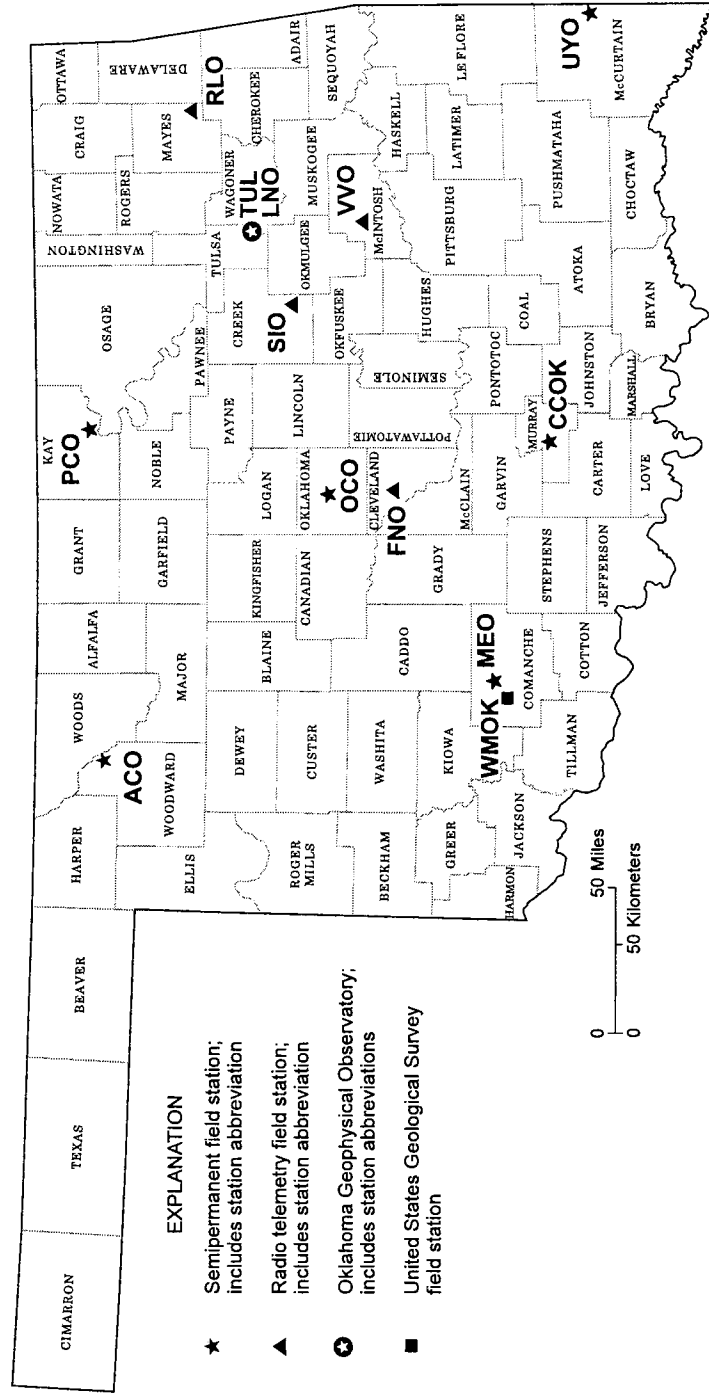 CIMARRON
TEXAS
BEAVER
HARPER
WOODS
ALFALFA
GRANT
KAY
OSAGE
WASHINGTON
NOWATA
CRAIG
OTTAWA
ACO
PCO
ROGERS
MAYES
DELAWARE
RLO
ELLIS
WOODWARD
MAJOR
GARFIELD
NOBLE
PAWNEE
TULSA
WAGONER
CHEROKEE
ADAIR
TUL
LNO
ROGER
MILLS
DEWEY
BLAINE
KINGFISHER
LOGAN
PAYNE
CREEK
OKMULGEE
MUSKOGEE
SEQUOYAH
SIO
CUSTER
CANADIAN
OKLAHOMA
LINCOLN
OKFUSKEE
McINTOSH
HASKELL
OCO
VVO
BECKHAM
WASHITA
CADDO
GRADY
CLEVELAND
POTTAWATOMIE
SEMINOLE
HUGHES
PITTSBURG
LATIMER
LEFLORE
FNO
GREER
KIOWA
McCLAIN
GARVIN
PONTOTOC
COAL
WMOK
MEO
HARMON
JACKSON
COMANCHE
STEPHENS
MURRAY
CCOK
JOHNSTON
ATOKA
PUSHMATAHA
UYO
McCURTAIN
TILLMAN
COTTON
JEFFERSON
CARTER
LOVE
MARSHALL
BRYAN
CHOCTAW
EXPLANATION
Semipermanent field station;
includes station abbreviation
Radio telemetry field station;
includes station abbreviation
Oklahoma Geophysical Observatory;
includes station abbreviations
United States Geological Survey
field station
0 50 Miles
0 50 Kilometers